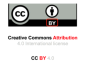 cc
BY
Creative Commons Attribution
4.0 International license
CC BY 4.0